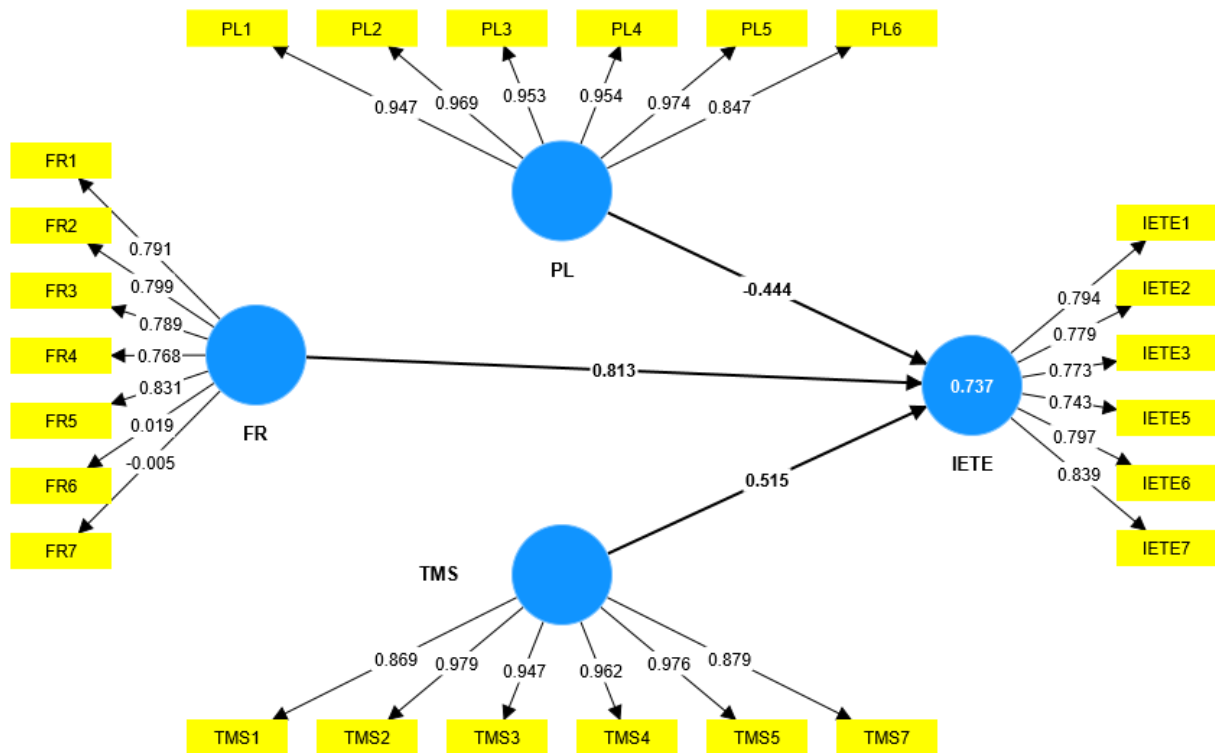 PL1 PL2 PL3 PL4 PL5 PL6
0.947 0.969 0.953 0.954 0.974 0.847
PL
FR1
FR2
FR3
FR4
FR5
FR6
FR7
0.791
0.799
0.789
0.768
0.831
0.019
-0.005
FR
-0.444
0.813
0.515
0.737
IETE
0.794
0.779
0.773
0.743
0.797
0.839
IETE1
IETE2
IETE3
IETE5
IETE6
IETE7
TMS
0.869 0.979 0.947 0.962 0.976 0.879
TMS1 TMS2 TMS3 TMS4 TMS5 TMS7